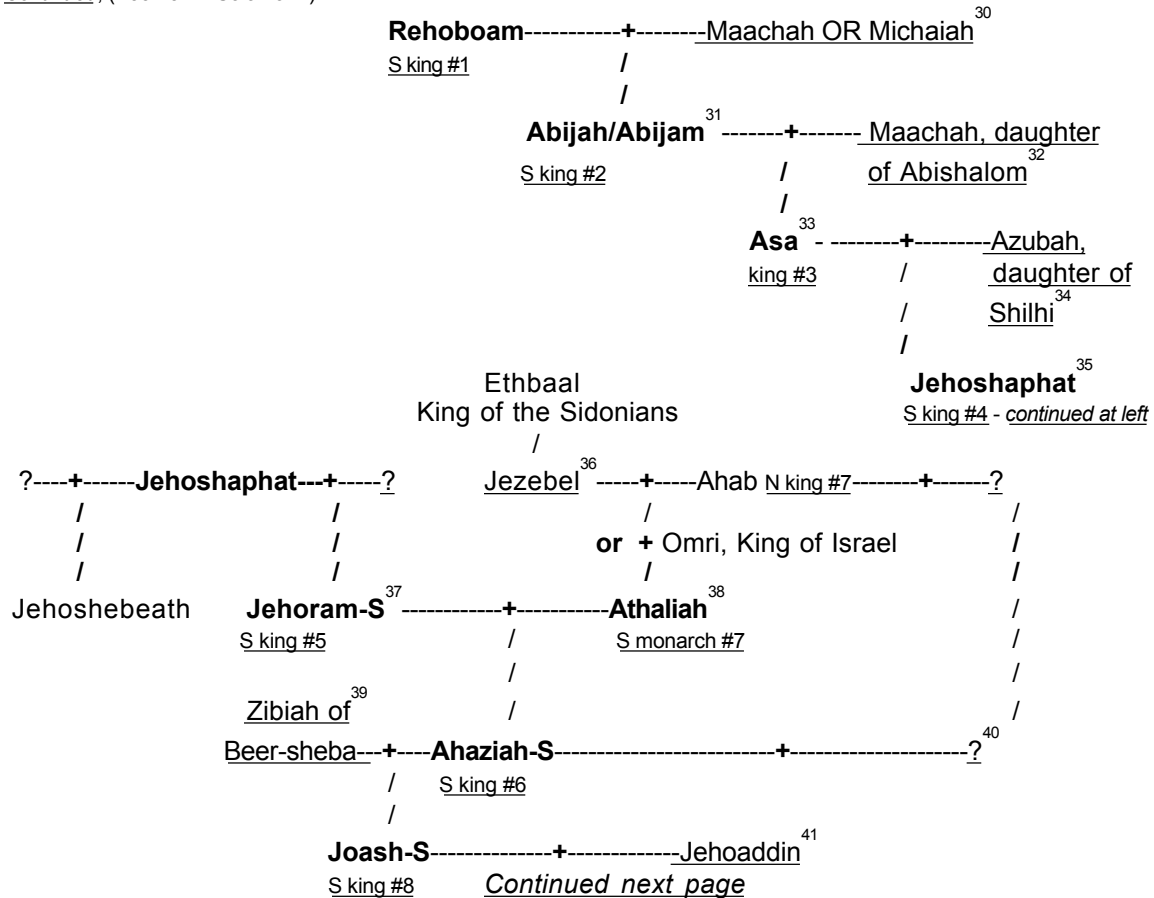 Rehoboam-----------+--------Maachah OR Michaiah30
S king #1 /
/
Abijah/Abijam31-------+------- Maachah, daughter
S king #2 / of Abishalom32
/
Asa33- --------+---------Azubah,
king #3 / daughter of
/ Shilhi34
/
Ethbaal Jehoshaphat35
King of the Sidonians S king #4 - continued at left
/
?----+------Jehoshaphat---+-----? Jezebel36-----+-----Ahab N king #7--------+-------?
/ / / /
/ / or + Omri, King of Israel /
/ / / /
Jehoshebeath Jehoram-S37------------+-----------Athaliah38 /
S king #5 / S monarch #7 /
/ /
Zibiah of39 / /
Beer-sheba---+----Ahaziah-S------------------------+--------------------?40
/ S king #6
/
Joash-S--------------+-------------Jehoaddin41
S king #8 Continued next page